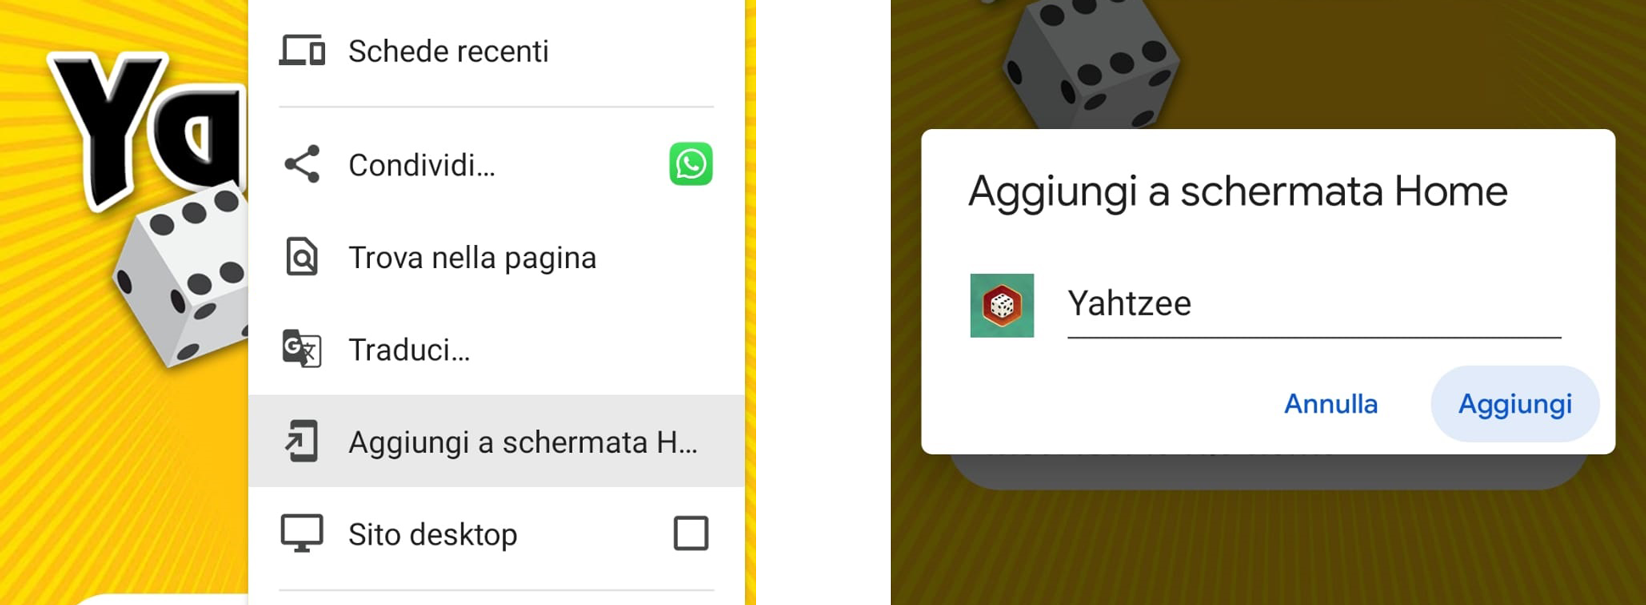 Ya
Schede recenti
Condividi...
Trova nella pagina
Traduci...
Aggiungi a schermata H...
Sito desktop
Aggiungi a schermata Home
Yahtzee
Annulla
Aggiungi